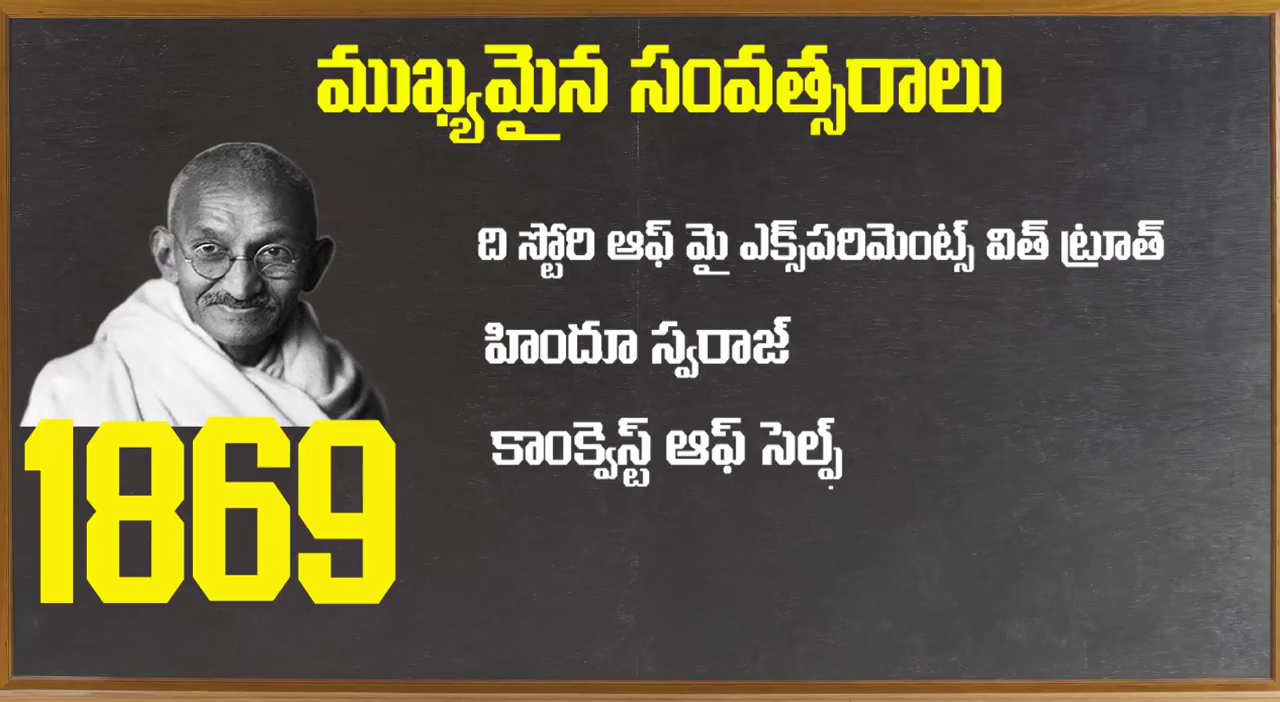 ముఖ్యమైన సంవత్సరాలు
ది స్టోరి ఆఫ్ మై ఎక్స్‌పరిమెంట్స్ విత్ ట్రూత్
హిందూ స్వరాజ్
కాంక్వెస్ట్ ఆఫ్ సెల్ఫ్
1869